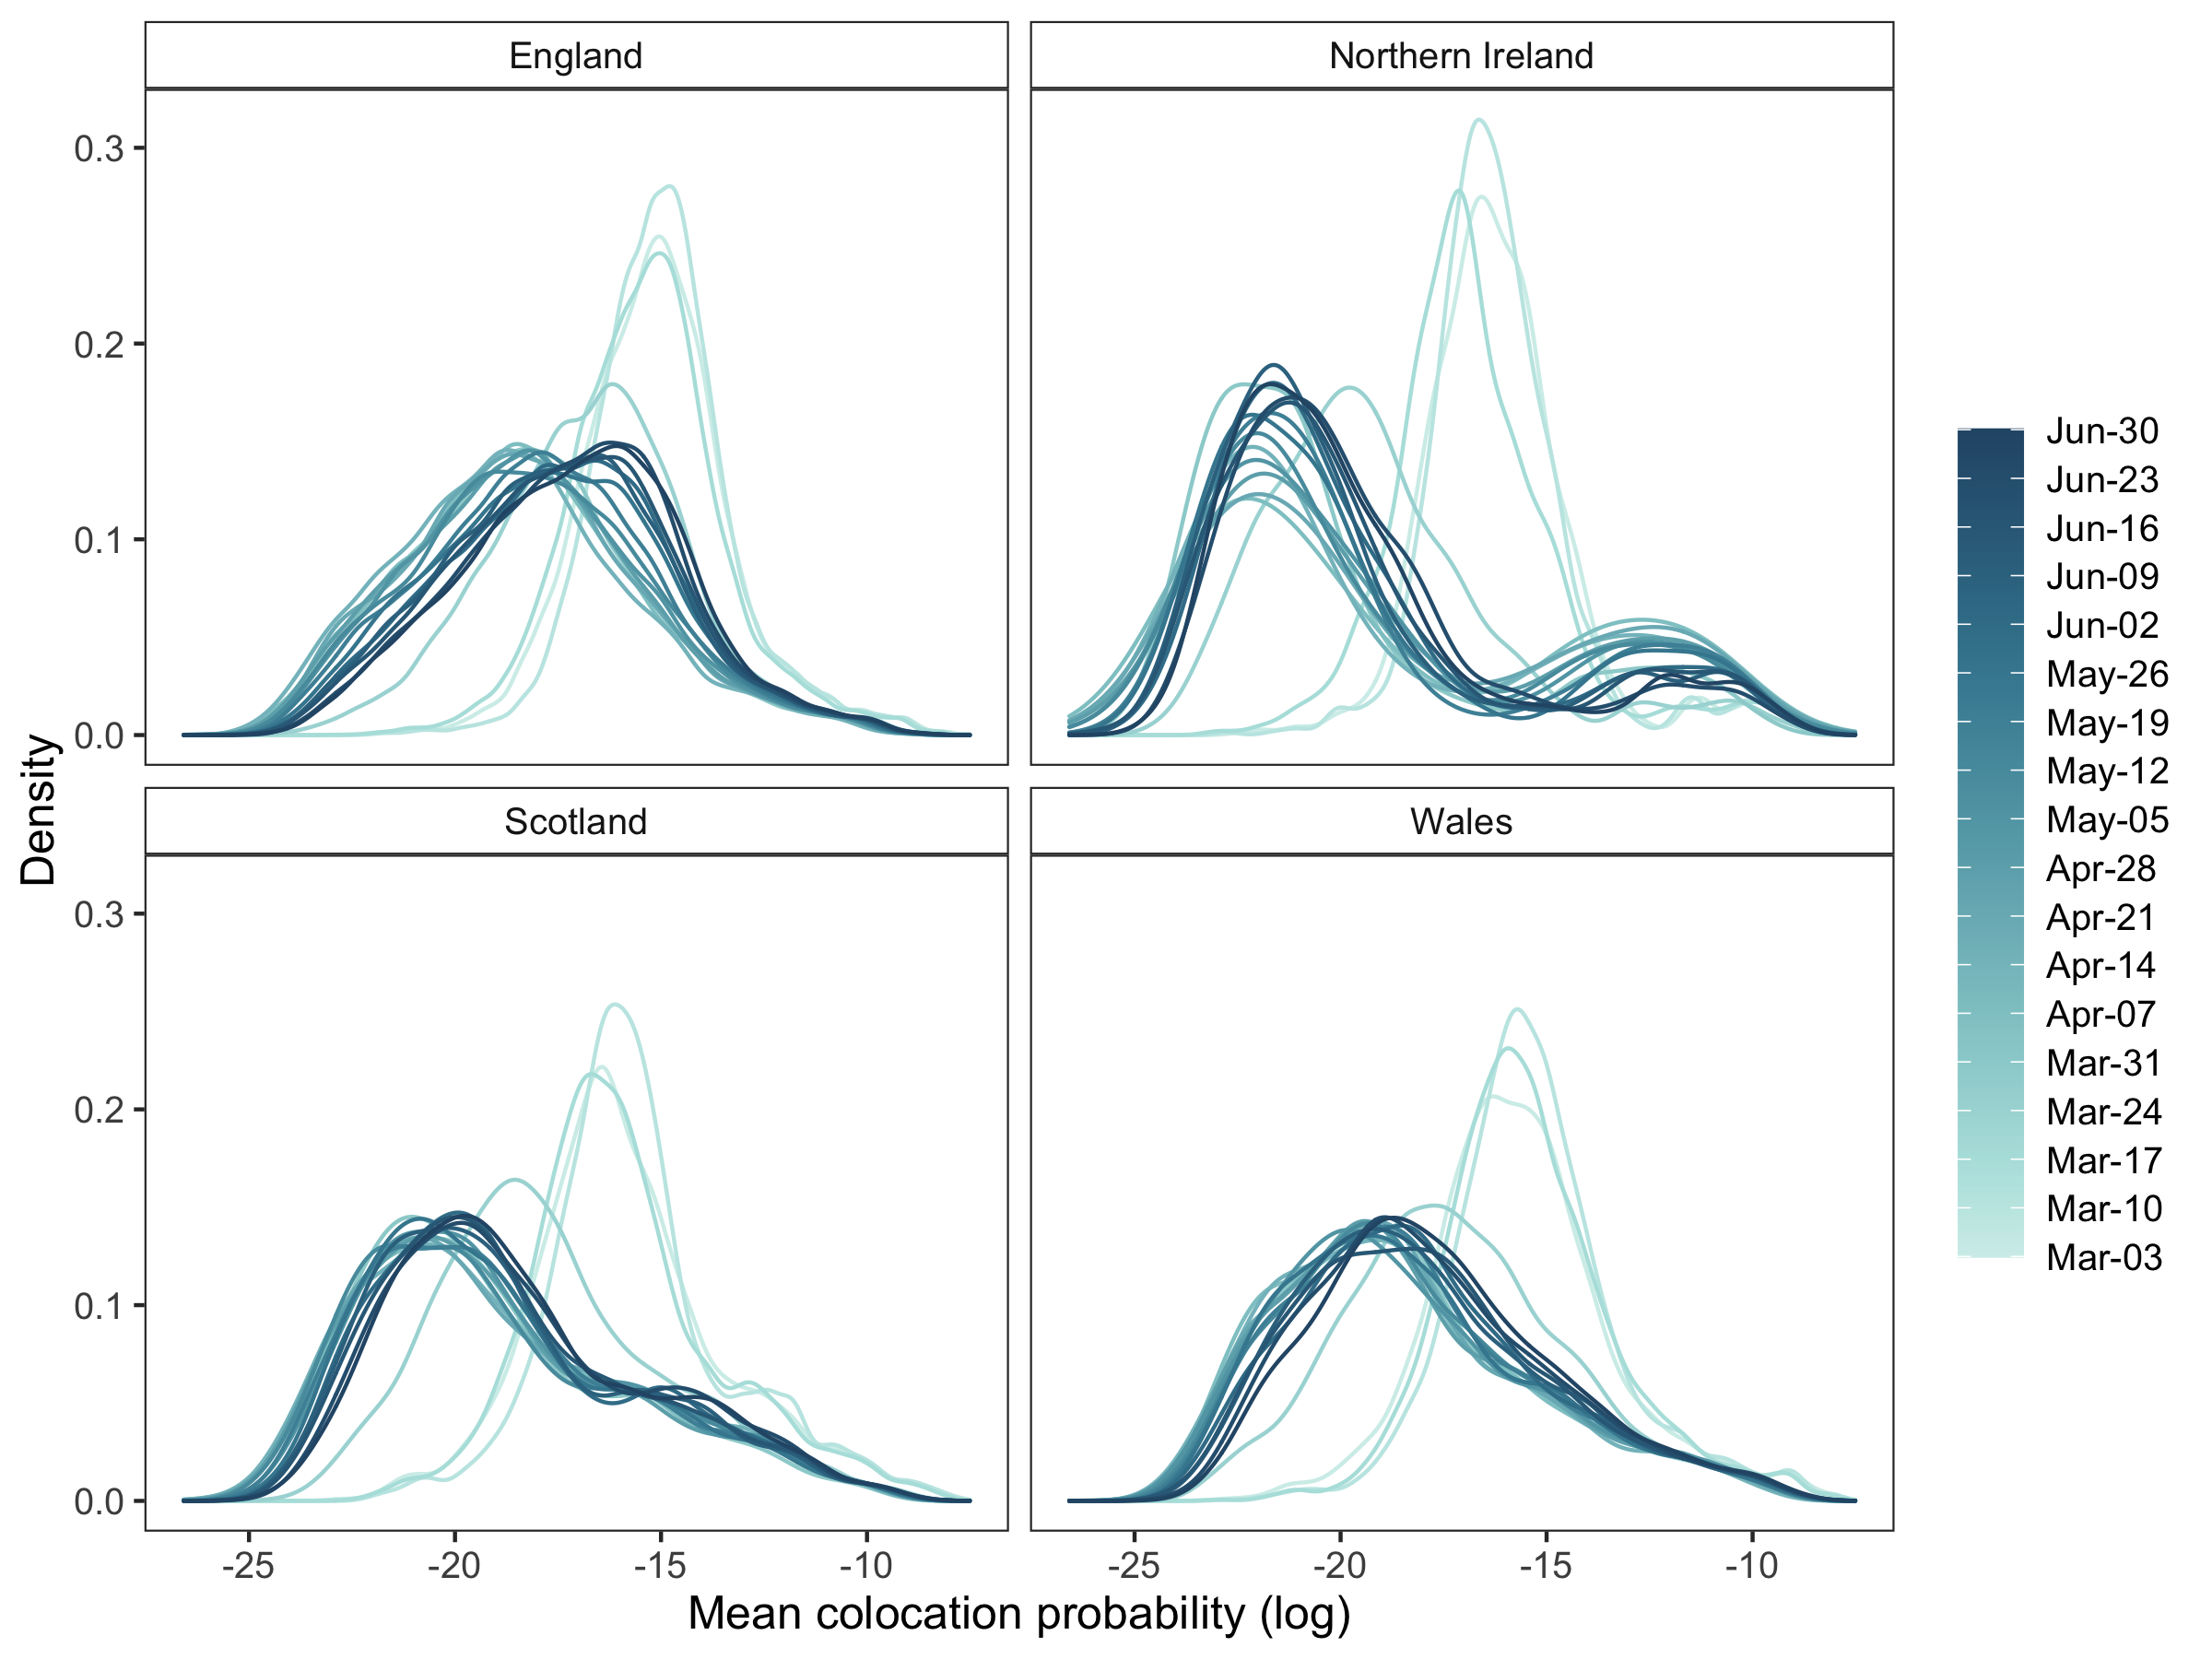 England
Northern Ireland
0.3
0.2
0.1
0.0
Scotland
Wales
0.3
0.2
0.1
0.0
-25
-20
-15
-10
-25
-20
-15
-10
Mean colocation probability (log)
Density
Jun-30
Jun-23
Jun-16
Jun-09
Jun-02
May-26
May-19
May-12
May-05
Apr-28
Apr-21
Apr-14
Apr-07
Mar-31
Mar-24
Mar-17
Mar-10
Mar-03